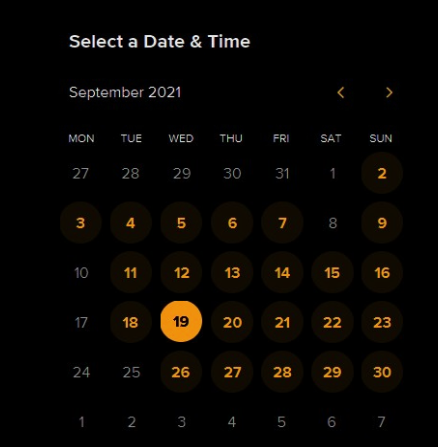 Select a Date & Time
September 2021
MON TUE WED THU FRI SAT SUN
27 28 29 30 31 1 2
3 4 5 6 7 8 9
10 11 12 13 14 15 16
17 18 19 20 21 22 23
24 25 26 27 28 29 30
1 2 3 4 5 6 7